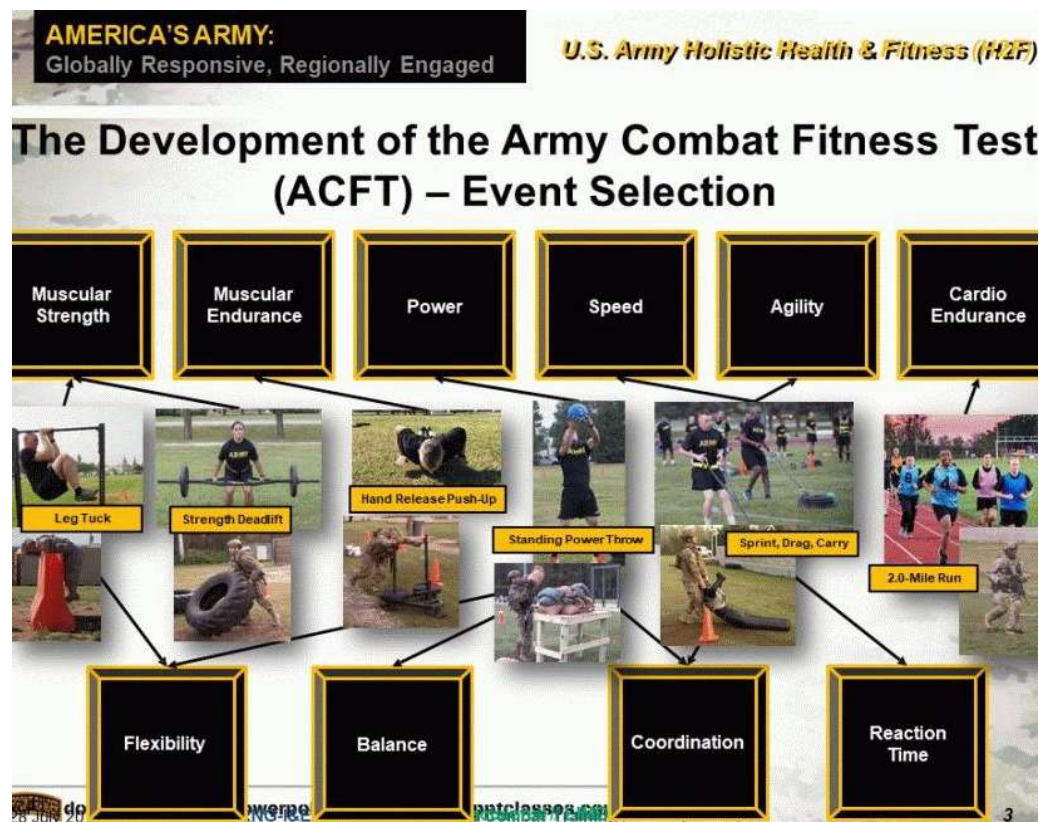 AMERICA'S ARMY:
Globally Responsive, Regionally Engaged
U.S. Army Holistic Health & Fitness (H2F)
The Development of the Army Combat Fitness Test
(ACFT) – Event Selection
Muscular
Strength
Muscular
Endurance
Power
Speed
Agility
Cardio
Endurance
Leg Tuck
Strength Deadlift
Hand Release Push-Up
Standing Power Throw
Sprint, Drag, Carry
2.0-Mile Run
Flexibility
Balance
Coordination
Reaction
Time
3